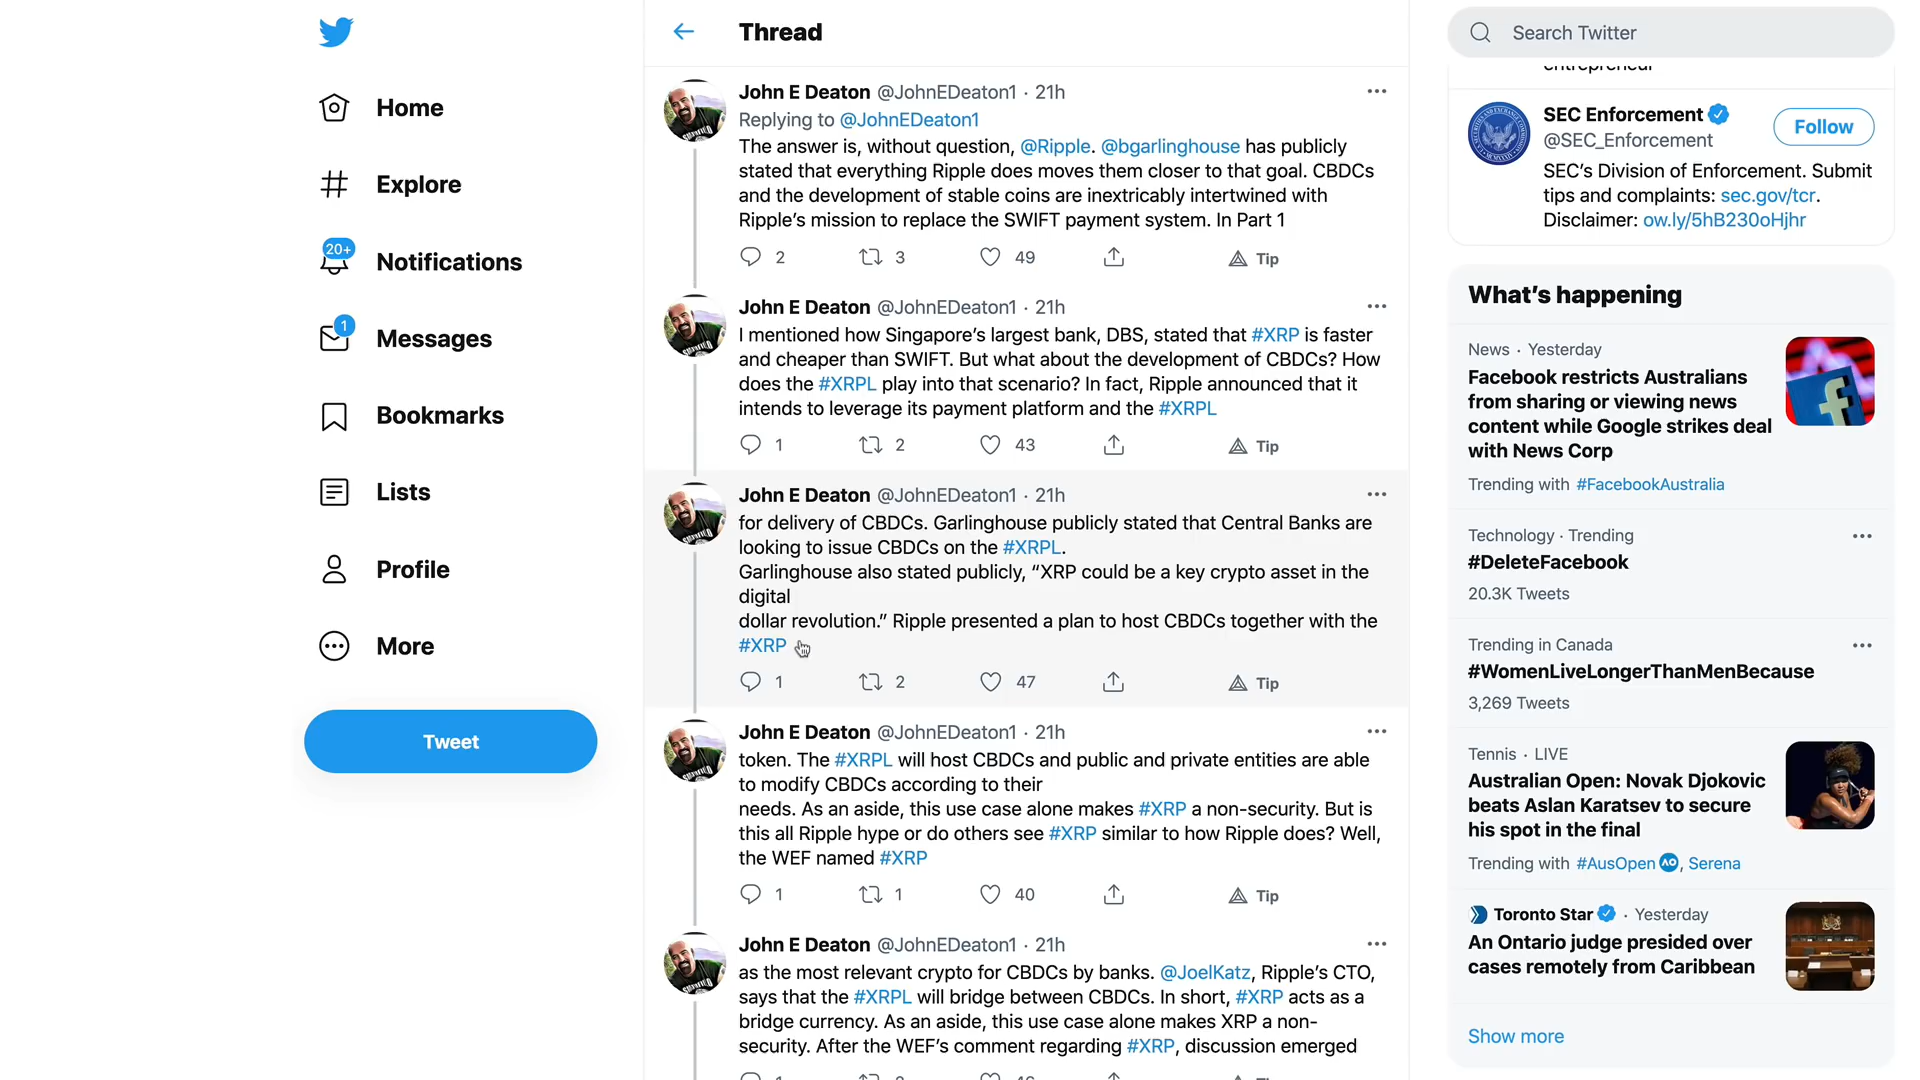 Home
Explore
20+
Notifications
1
Messages
Bookmarks
Lists
Profile
More
Tweet
Thread
John E Deaton @JohnEDeaton1 · 21h
Replying to @JohnEDeaton1
The answer is, without question, @Ripple. @bgarlinghouse has publicly
stated that everything Ripple does moves them closer to that goal. CBDCs
and the development of stable coins are inextricably intertwined with
Ripple's mission to replace the SWIFT payment system. In Part 1
2 3 49 Tip
John E Deaton @JohnEDeaton1 · 21h
I mentioned how Singapore's largest bank, DBS, stated that #XRP is faster
and cheaper than SWIFT. But what about the development of CBDCs? How
does the #XRPL play into that scenario? In fact, Ripple announced that it
intends to leverage its payment platform and the #XRPL
1 2 43 Tip
John E Deaton @JohnEDeaton1 · 21h
for delivery of CBDCs. Garlinghouse publicly stated that Central Banks are
looking to issue CBDCs on the #XRPL.
Garlinghouse also stated publicly, “XRP could be a key crypto asset in the
digital
dollar revolution.” Ripple presented a plan to host CBDCs together with the
#XRP
1 2 47 Tip
John E Deaton @JohnEDeaton1 · 21h
token. The #XRPL will host CBDCs and public and private entities are able
to modify CBDCs according to their
needs. As an aside, this use case alone makes #XRP a non-security. But is
this all Ripple hype or do others see #XRP similar to how Ripple does? Well,
the WEF named #XRP
1 1 40 Tip
John E Deaton @JohnEDeaton1 · 21h
as the most relevant crypto for CBDCs by banks. @JoelKatz, Ripple's CTO,
says that the #XRPL will bridge between CBDCs. In short, #XRP acts as a
bridge currency. As an aside, this use case alone makes XRP a non-
security. After the WEF's comment regarding #XRP, discussion emerged
Search Twitter
entrepreneur
SEC Enforcement
@SEC_Enforcement
Follow
SEC's Division of Enforcement. Submit
tips and complaints: sec.gov/tcr.
Disclaimer: ow.ly/5hB230oHjhr
What's happening
News · Yesterday
Facebook restricts Australians
from sharing or viewing news
content while Google strikes deal
with News Corp
Trending with #FacebookAustralia
Technology · Trending
#DeleteFacebook
20.3K Tweets
Trending in Canada
#WomenLiveLongerThanMenBecause
3,269 Tweets
Tennis · LIVE
Australian Open: Novak Djokovic
beats Aslan Karatsev to secure
his spot in the final
Trending with #AusOpen AO, Serena
Toronto Star · Yesterday
An Ontario judge presided over
cases remotely from Caribbean
Show more